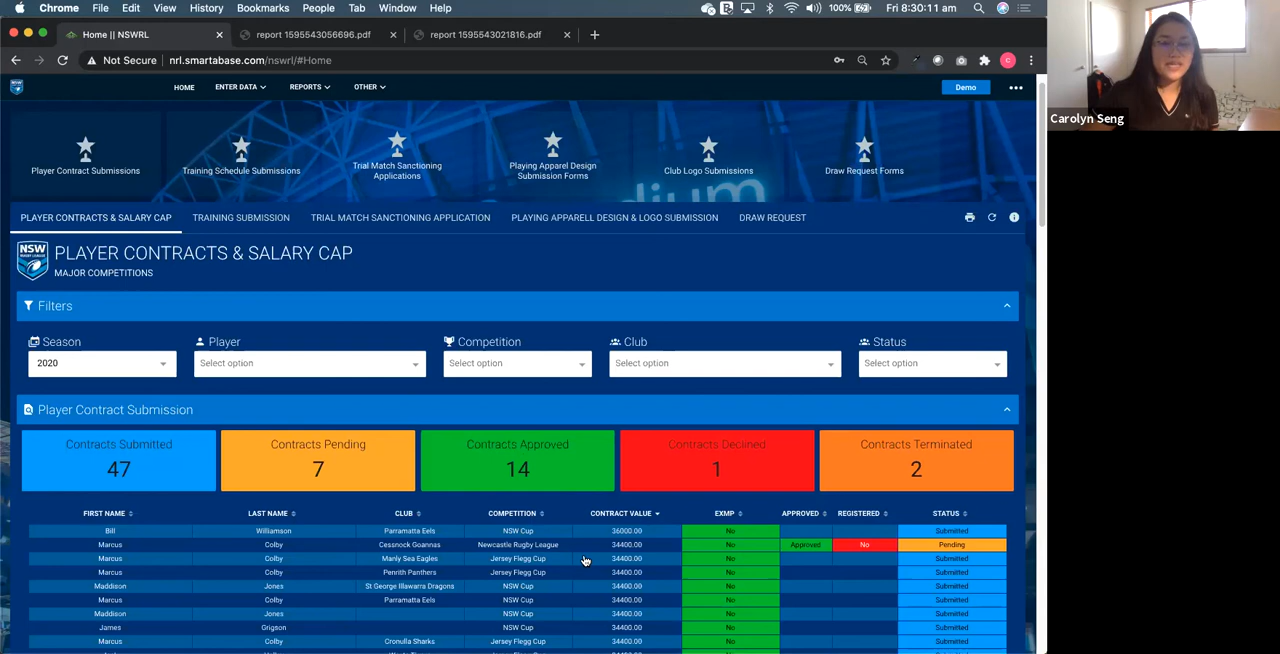 Chrome File Edit View History Bookmarks People Tab Window Help 100% Fri 8:30:11 am
Home || NSWRL report 1595543056696.pdf report 1595543021816.pdf
Not Secure nrl.smartabase.com/nswrl/#Home
HOME ENTER DATA REPORTS OTHER Demo
Carolyn Seng
Player Contract Submissions
Training Schedule Submissions
Trial Match Sanctioning
Applications
Playing Apparel Design
Submission Forms
Club Logo Submissions
Draw Request Forms
PLAYER CONTRACTS & SALARY CAP TRAINING SUBMISSION TRIAL MATCH SANCTIONING APPLICATION PLAYING APPARELL DESIGN & LOGO SUBMISSION DRAW REQUEST
NSW PLAYER CONTRACTS & SALARY CAP
MAJOR COMPETITIONS
Filters
Season Player Competition Club Status
2020 Select option Select option Select option Select option
Player Contract Submission
Contracts Submitted Contracts Pending Contracts Approved Contracts Declined Contracts Terminated
47 7 14 1 2
FIRST NAME LAST NAME CLUB COMPETITION CONTRACT VALUE EXMP APPROVED REGISTERED STATUS
Bill Williamson Parramatta Eels NSW Cup 36000.00 No Submitted
Marcus Colby Cessnock Goannas Newcastle Rugby League 34400.00 No Approved No Pending
Marcus Colby Manly Sea Eagles Jersey Flegg Cup 34400.00 No Submitted
Marcus Colby Penrith Panthers Jersey Flegg Cup 34400.00 No Submitted
Maddison Jones St George Illawarra Dragons NSW Cup 34400.00 No Submitted
Marcus Colby Parramatta Eels NSW Cup 34400.00 No Submitted
Maddison Jones NSW Cup 34400.00 No Submitted
James Grigson NSW Cup 34400.00 No Submitted
Marcus Colby Cronulla Sharks Jersey Flegg Cup 34400.00 No Submitted